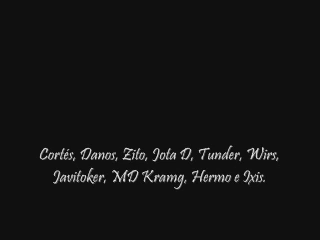 Cortés, Danos, Zito, Jota D, Tunder, Wirs,
Javitoker, MD Kramg, Hermo e Ixis.